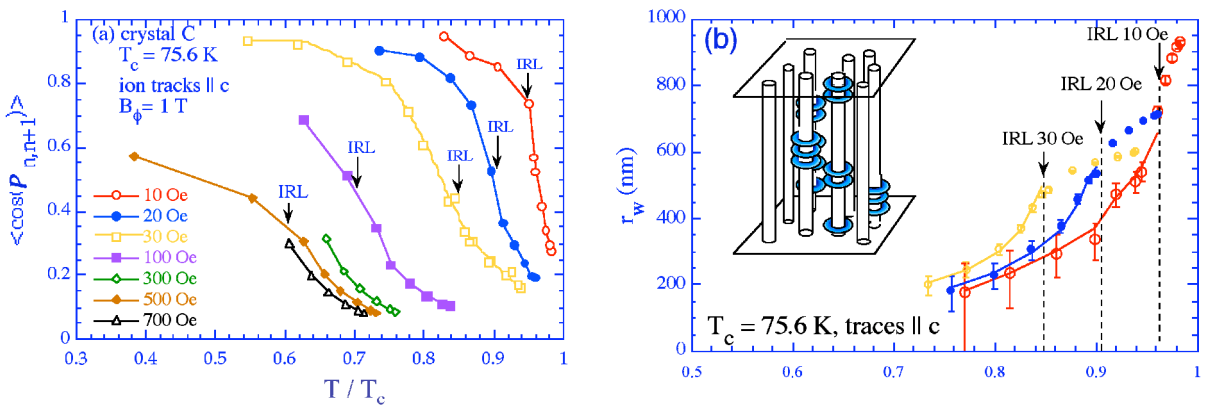 (a) crystal C
T_c = 75.6 K
ion tracks || c
B_ϕ = 1 T
<cos(φ_n,n+1)>
1
0.8
0.6
0.4
0.2
0
IRL
IRL
IRL
IRL
IRL
10 Oe
20 Oe
30 Oe
100 Oe
300 Oe
500 Oe
700 Oe
0.3 0.4 0.5 0.6 0.7 0.8 0.9 1
T / T_c
(b)
r_w (nm)
1000
800
600
400
200
0
IRL 10 Oe
IRL 20 Oe
IRL 30 Oe
T_c = 75.6 K, traces || c
0.5 0.6 0.7 0.8 0.9 1